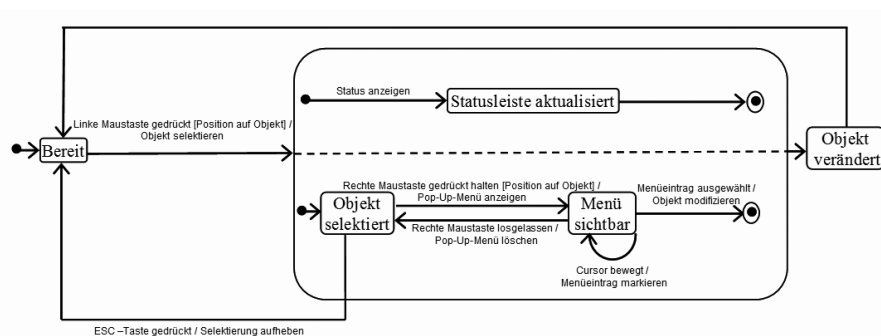 Status anzeigen
Statusleiste aktualisiert
Linke Maustaste gedrückt [Position auf Objekt] /
Objekt selektieren
Bereit
Objekt
verändert
Rechte Maustaste gedrückt halten [Position auf Objekt] /
Pop-Up-Menü anzeigen
Menüeintrag ausgewählt /
Objekt modifizieren
Objekt
selektiert
Menü
sichtbar
Rechte Maustaste losgelassen /
Pop-Up-Menü löschen
Cursor bewegt /
Menüeintrag markieren
ESC –Taste gedrückt / Selektierung aufheben